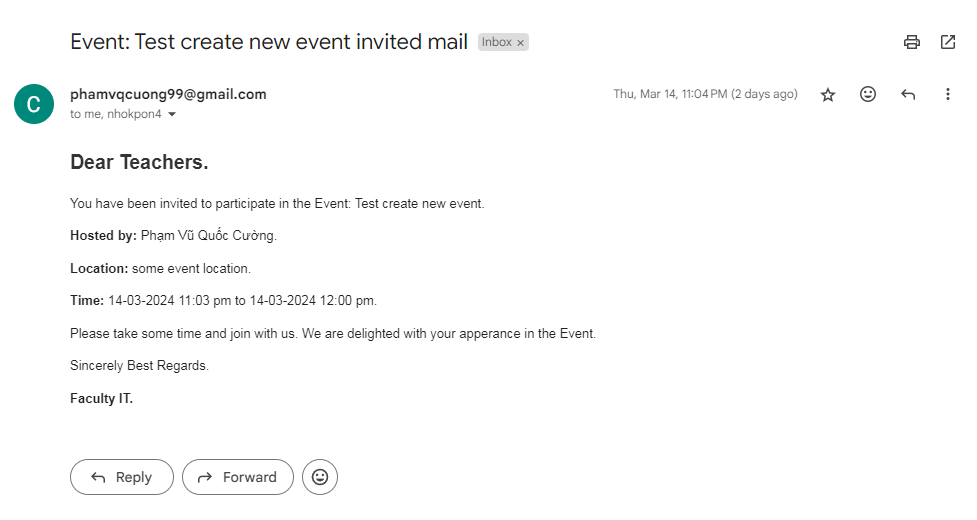 Event: Test create new event invited mail Inbox ×
C
phamvqcuong99@gmail.com Thu, Mar 14, 11:04 PM (2 days ago)
to me, nhokpon4
Dear Teachers.
You have been invited to participate in the Event: Test create new event.
Hosted by: Phạm Vũ Quốc Cường.
Location: some event location.
Time: 14-03-2024 11:03 pm to 14-03-2024 12:00 pm.
Please take some time and join with us. We are delighted with your apperance in the Event.
Sincerely Best Regards.
Faculty IT.
Reply Forward